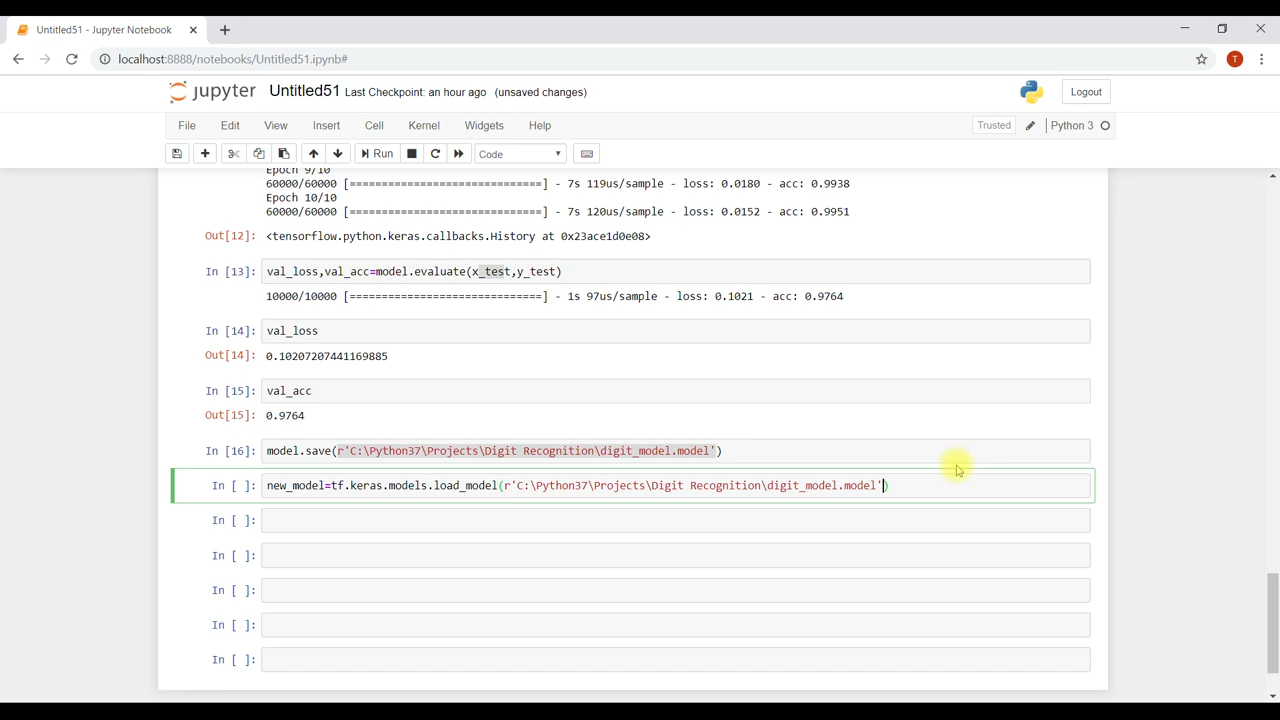 Untitled51 - Jupyter Notebook
localhost:8888/notebooks/Untitled51.ipynb#
T
jupyter Untitled51 Last Checkpoint: an hour ago (unsaved changes)
Logout
File Edit View Insert Cell Kernel Widgets Help
Trusted Python 3
Run Code
Epoch 9/10
60000/60000 [==============================] - 7s 119us/sample - loss: 0.0180 - acc: 0.9938
Epoch 10/10
60000/60000 [==============================] - 7s 120us/sample - loss: 0.0152 - acc: 0.9951
Out[12]: <tensorflow.python.keras.callbacks.History at 0x23ace1d0e08>
In [13]: val_loss,val_acc=model.evaluate(x_test,y_test)
10000/10000 [==============================] - 1s 97us/sample - loss: 0.1021 - acc: 0.9764
In [14]: val_loss
Out[14]: 0.10207207441169885
In [15]: val_acc
Out[15]: 0.9764
In [16]: model.save(r'C:\Python37\Projects\Digit Recognition\digit_model.model')
In [ ]: new_model=tf.keras.models.load_model(r'C:\Python37\Projects\Digit Recognition\digit_model.model')
In [ ]:
In [ ]:
In [ ]:
In [ ]:
In [ ]: